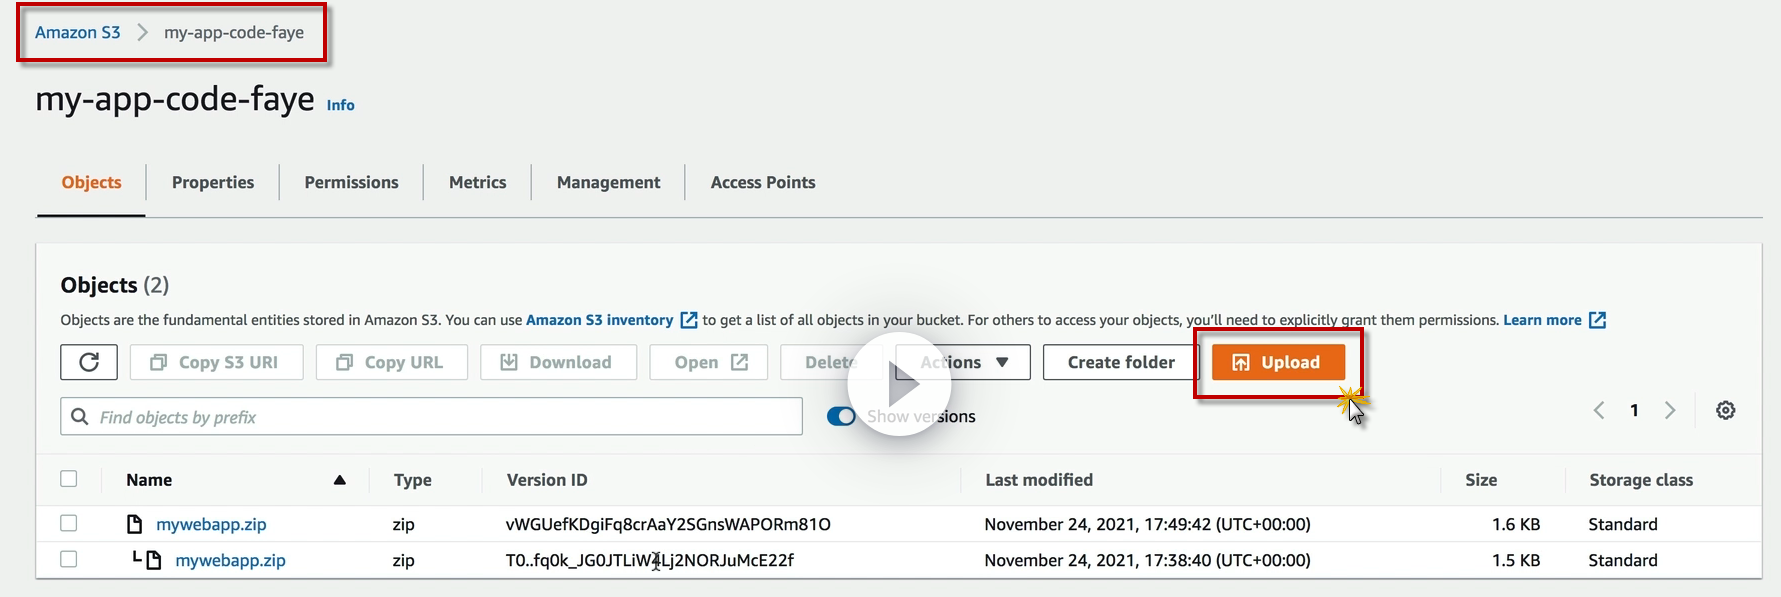 Amazon S3 > my-app-code-faye
my-app-code-faye Info
Objects Properties Permissions Metrics Management Access Points
Objects (2)
Objects are the fundamental entities stored in Amazon S3. You can use Amazon S3 inventory to get a list of all objects in your bucket. For others to access your objects, you'll need to explicitly grant them permissions. Learn more
Copy S3 URI Copy URL Download Open Delete Actions Create folder Upload
Find objects by prefix Show versions 1
Name Type Version ID Last modified Size Storage class
mywebapp.zip zip vWGUefKDgiFq8crAaY2SGnsWAPORm81O November 24, 2021, 17:49:42 (UTC+00:00) 1.6 KB Standard
mywebapp.zip zip November 24, 2021, 17:38:40 (UTC+00:00) 1.5 KB Standard